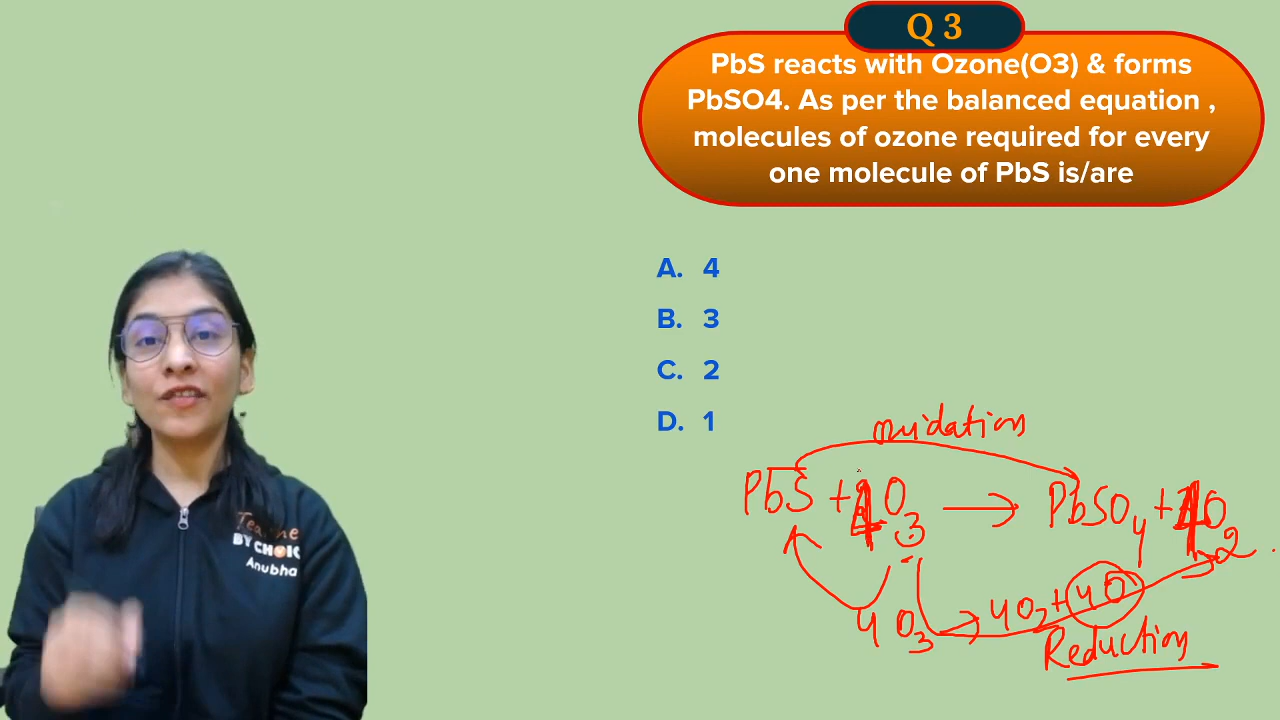 Q 3
PbS reacts with Ozone(O3) & forms
PbSO4. As per the balanced equation ,
molecules of ozone required for every
one molecule of PbS is/are
A. 4
B. 3
C. 2
D. 1
oxidation
PbS + 4O3 → PbSO4 + 4O2
4O3 → 4O2 + 4O
Reduction
BY CHOIC
Anubha